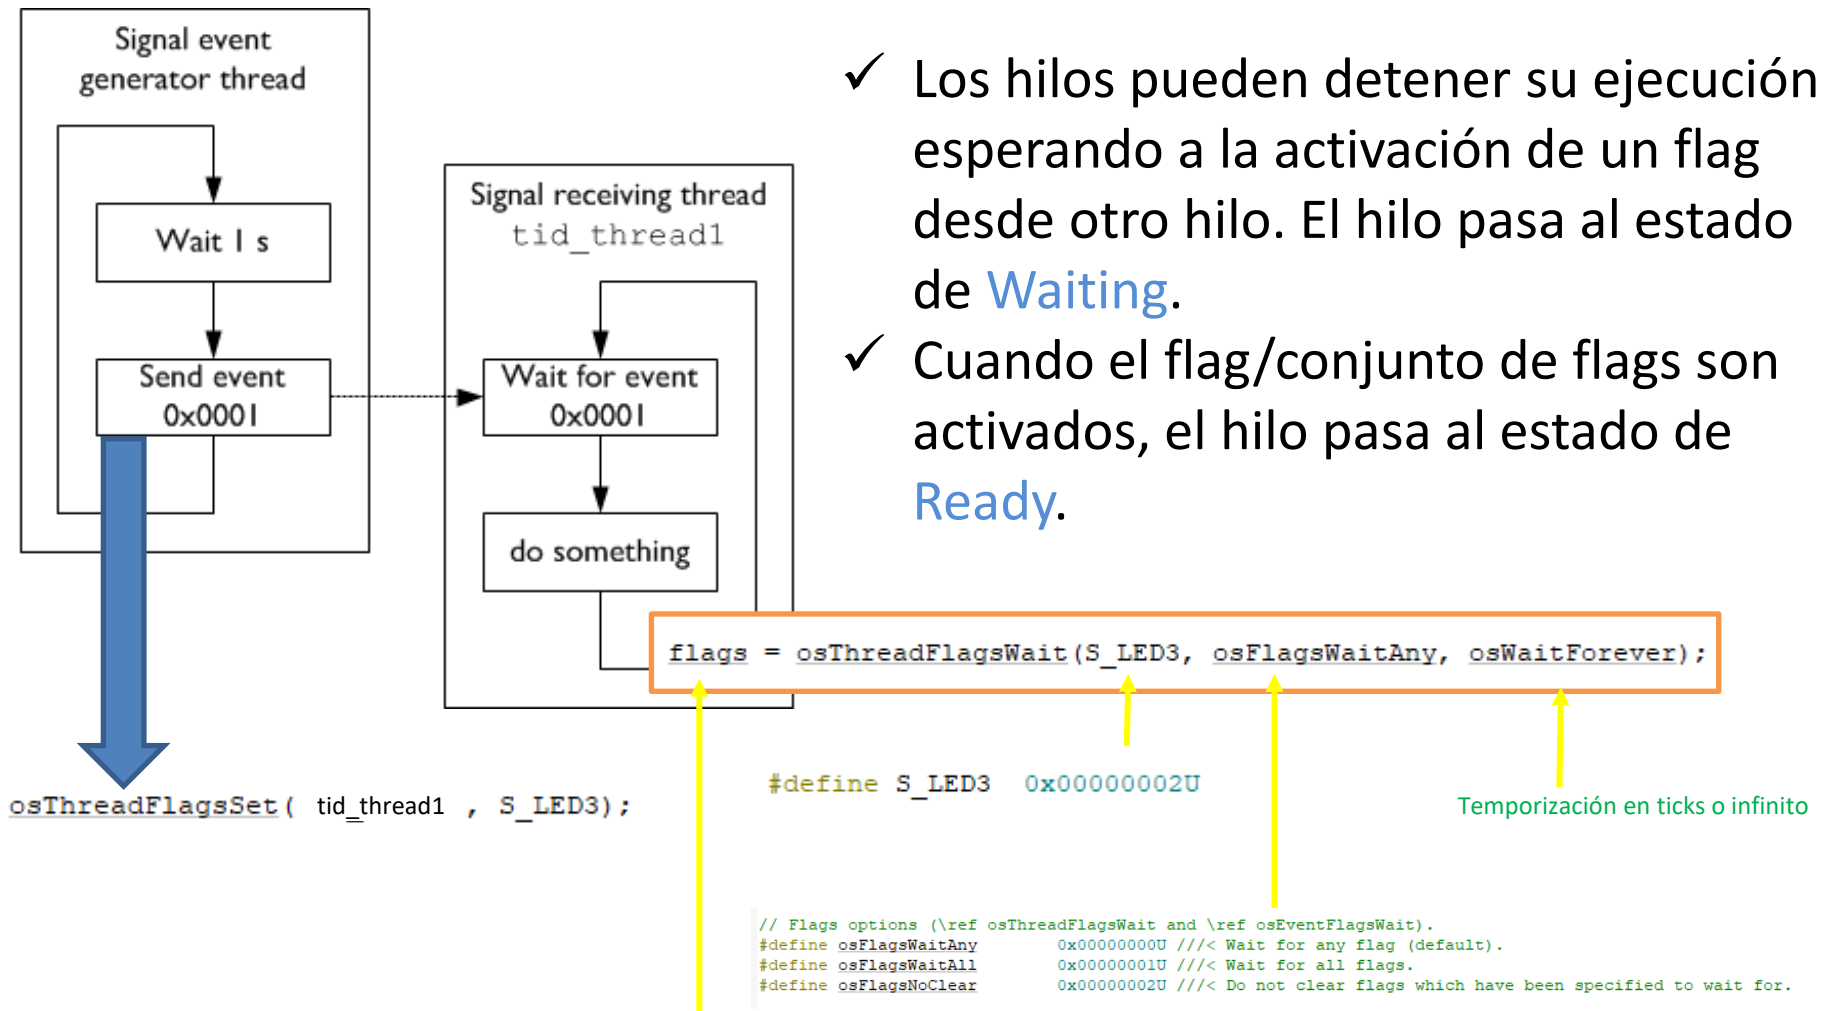 Signal event
generator thread
Wait 1 s
Send event
0x0001
Signal receiving thread
tid_thread1
Wait for event
0x0001
do something
✓ Los hilos pueden detener su ejecución
esperando a la activación de un flag
desde otro hilo. El hilo pasa al estado
de Waiting.
✓ Cuando el flag/conjunto de flags son
activados, el hilo pasa al estado de
Ready.
flags = osThreadFlagsWait(S_LED3, osFlagsWaitAny, osWaitForever);
#define S_LED3 0x00000002U
osThreadFlagsSet( tid_thread1 , S_LED3);
Temporización en ticks o infinito
// Flags options (\ref osThreadFlagsWait and \ref osEventFlagsWait).
#define osFlagsWaitAny 0x00000000U ///< Wait for any flag (default).
#define osFlagsWaitAll 0x00000001U ///< Wait for all flags.
#define osFlagsNoClear 0x00000002U ///< Do not clear flags which have been specified to wait for.